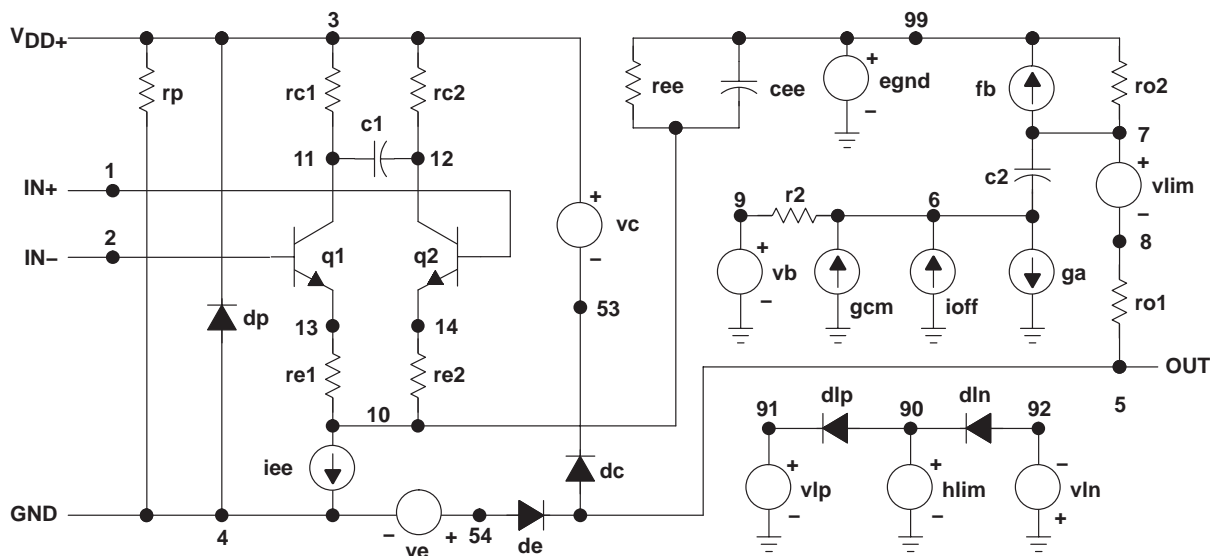 3
99
VDD+
rp
rc1
rc2
ree
cee
egnd
+
−
fb
ro2
c1
7
11
12
1
IN+
c2
+
vlim
−
9
r2
6
8
2
IN−
q1
q2
+
vc
−
+
vb
−
gcm
ioff
ga
ro1
53
dp
13
14
re1
re2
OUT
5
10
91
dlp
90
dln
92
iee
dc
+
vlp
−
+
hlim
−
−
vln
+
GND
4
−
ve
+
54
de